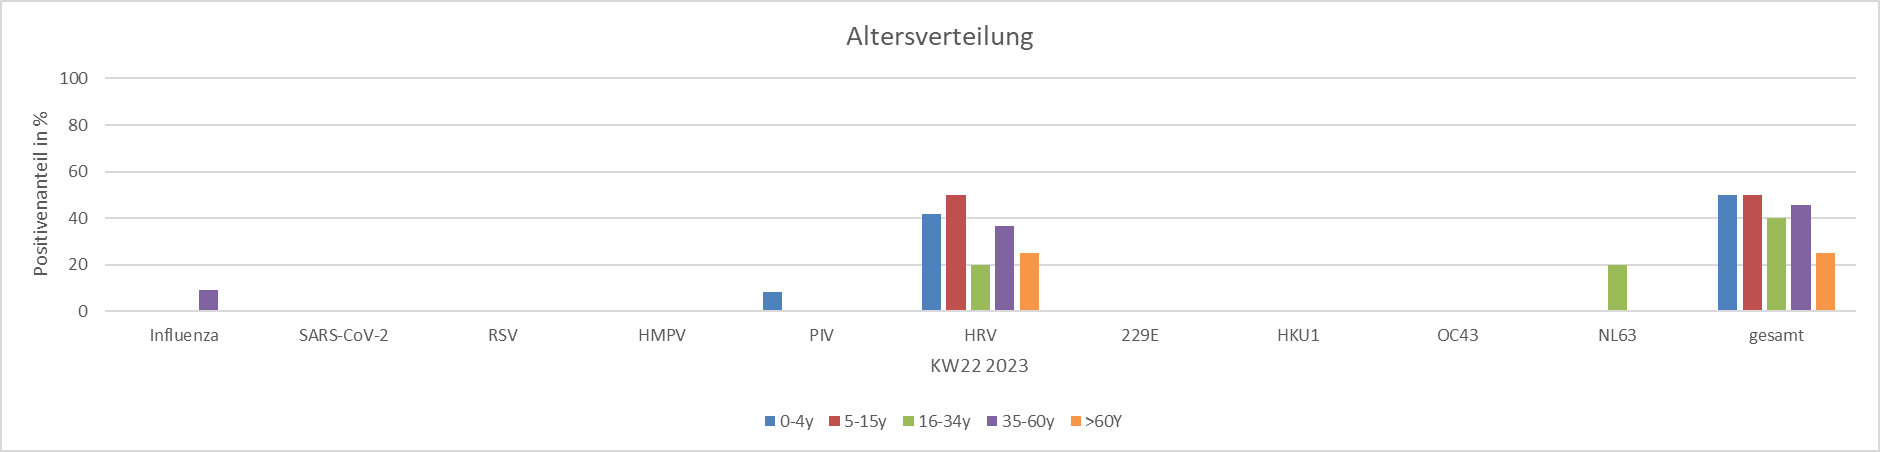 Altersverteilung
Positivenanteil in %
100
80
60
40
20
0
Influenza SARS-CoV-2 RSV HMPV PIV HRV 229E HKU1 OC43 NL63 gesamt
KW22 2023
0-4y 5-15y 16-34y 35-60y >60Y